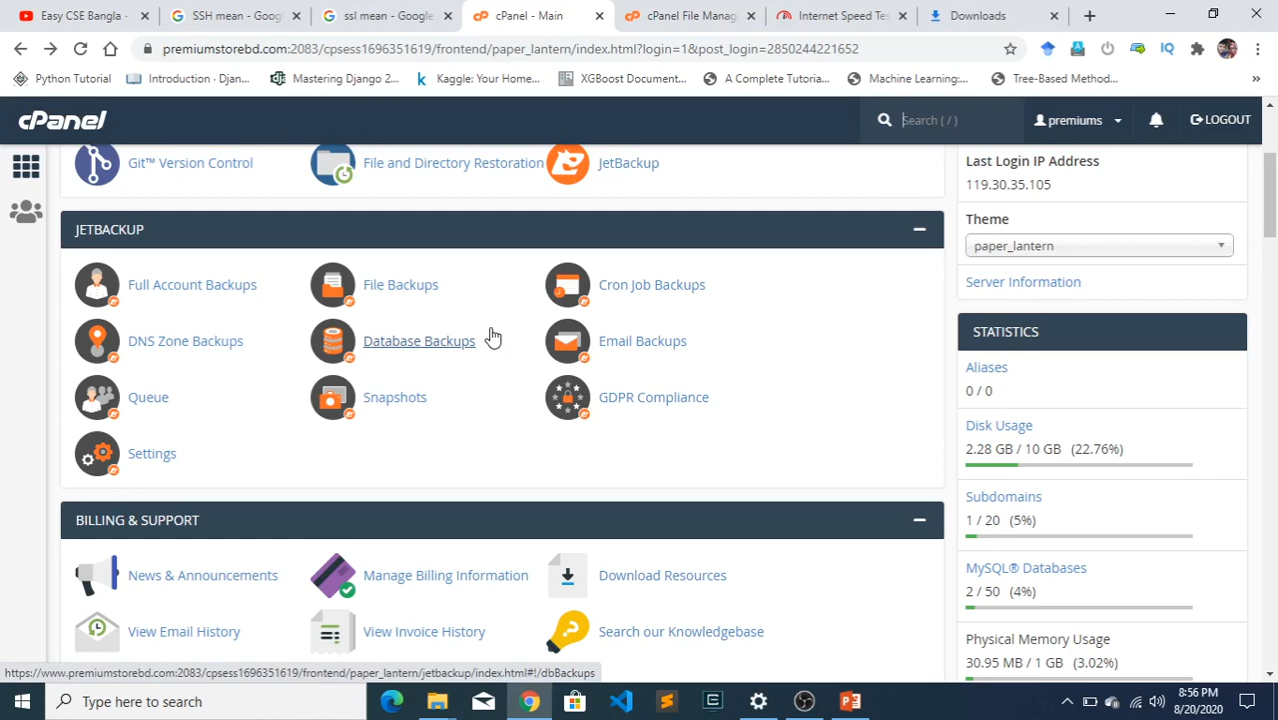 Easy CSE Bangla -
SSH mean - Goog
ssl mean - Google
cPanel - Main
cPanel File Manag
Internet Speed Tes
Downloads
premiumstorebd.com:2083/cpsess1696351619/frontend/paper_lantern/index.html?login=1&post_login=2850244221652
Python Tutorial
Introduction · Djan...
Mastering Django 2...
Kaggle: Your Home...
XGBoost Document...
A Complete Tutoria...
Machine Learning:...
Tree-Based Method...
cPanel
Search ( / )
premiums
LOGOUT
Git™ Version Control
File and Directory Restoration
JetBackup
JETBACKUP
Full Account Backups
File Backups
Cron Job Backups
DNS Zone Backups
Database Backups
Email Backups
Queue
Snapshots
GDPR Compliance
Settings
BILLING & SUPPORT
News & Announcements
Manage Billing Information
Download Resources
View Email History
View Invoice History
Search our Knowledgebase
Last Login IP Address
119.30.35.105
Theme
paper_lantern
Server Information
STATISTICS
Aliases
0 / 0
Disk Usage
2.28 GB / 10 GB (22.76%)
Subdomains
1 / 20 (5%)
MySQL® Databases
2 / 50 (4%)
Physical Memory Usage
30.95 MB / 1 GB (3.02%)
https://www.premiumstorebd.com:2083/cpsess1696351619/frontend/paper_lantern/jetbackup/index.html#!/dbBackups
Type here to search
8:56 PM
8/20/2020